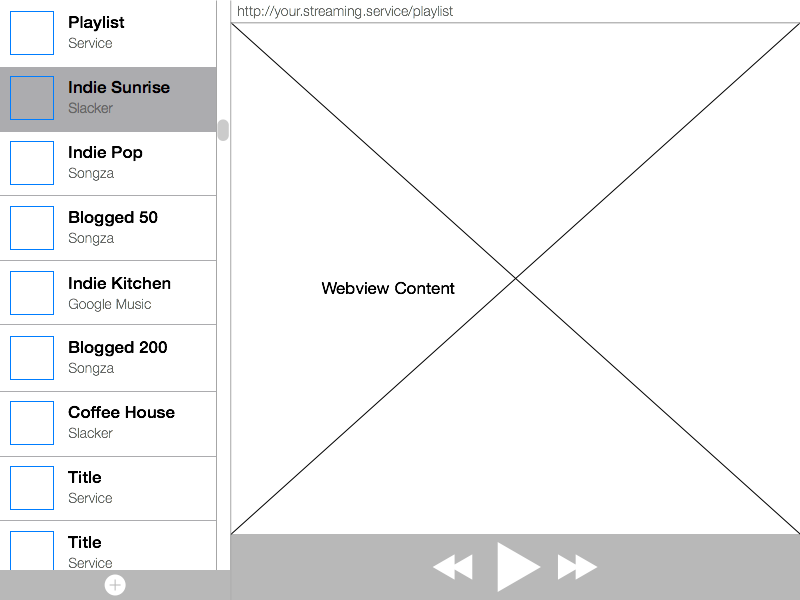 Playlist
Service
Indie Sunrise
Slacker
Indie Pop
Songza
Blogged 50
Songza
Indie Kitchen
Google Music
Blogged 200
Songza
Coffee House
Slacker
Title
Service
Title
Service
http://your.streaming.service/playlist
Webview Content